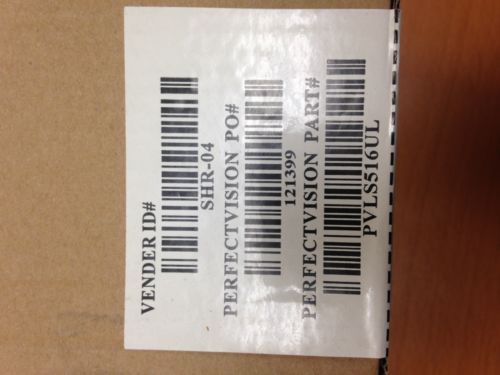 VENDER ID#
SHR-04
PERFECTVISION PO#
121399
PERFECTVISION PART#
PVLS516UL